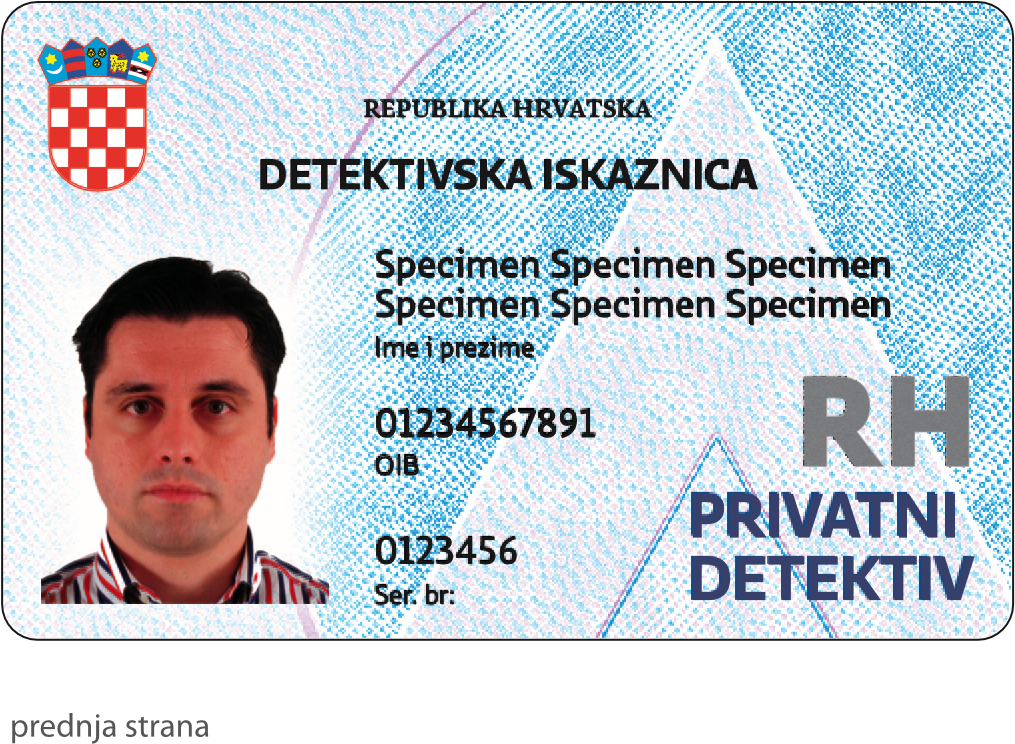 REPUBLIKA HRVATSKA
DETEKTIVSKA ISKAZNICA
Specimen Specimen Specimen
Specimen Specimen Specimen
Ime i prezime
01234567891
OIB
0123456
Ser. br:
RH
PRIVATNI
DETEKTIV
prednja strana